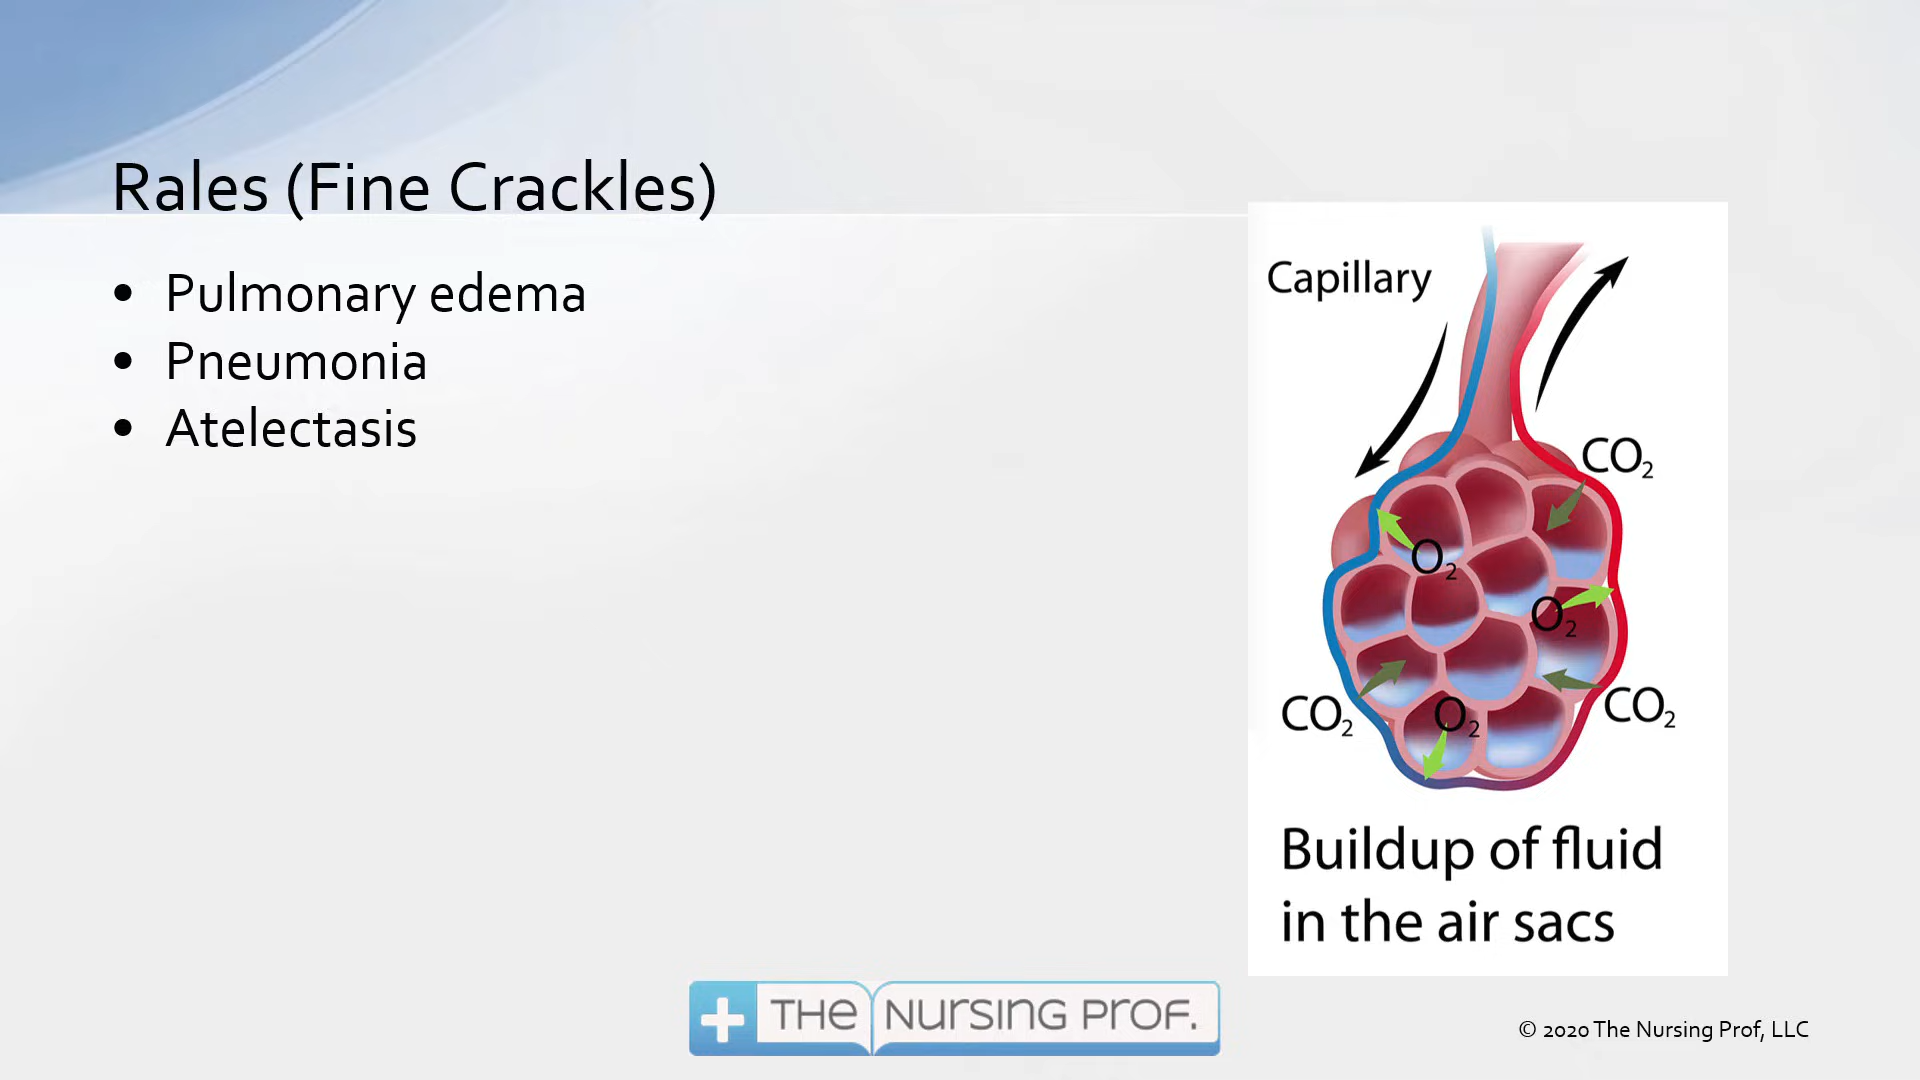 Rales (Fine Crackles)
• Pulmonary edema
• Pneumonia
• Atelectasis
Capillary
CO₂
O₂
O₂
CO₂
O₂
CO₂
Buildup of fluid
in the air sacs
THE NURSING PROF.
© 2020 The Nursing Prof, LLC